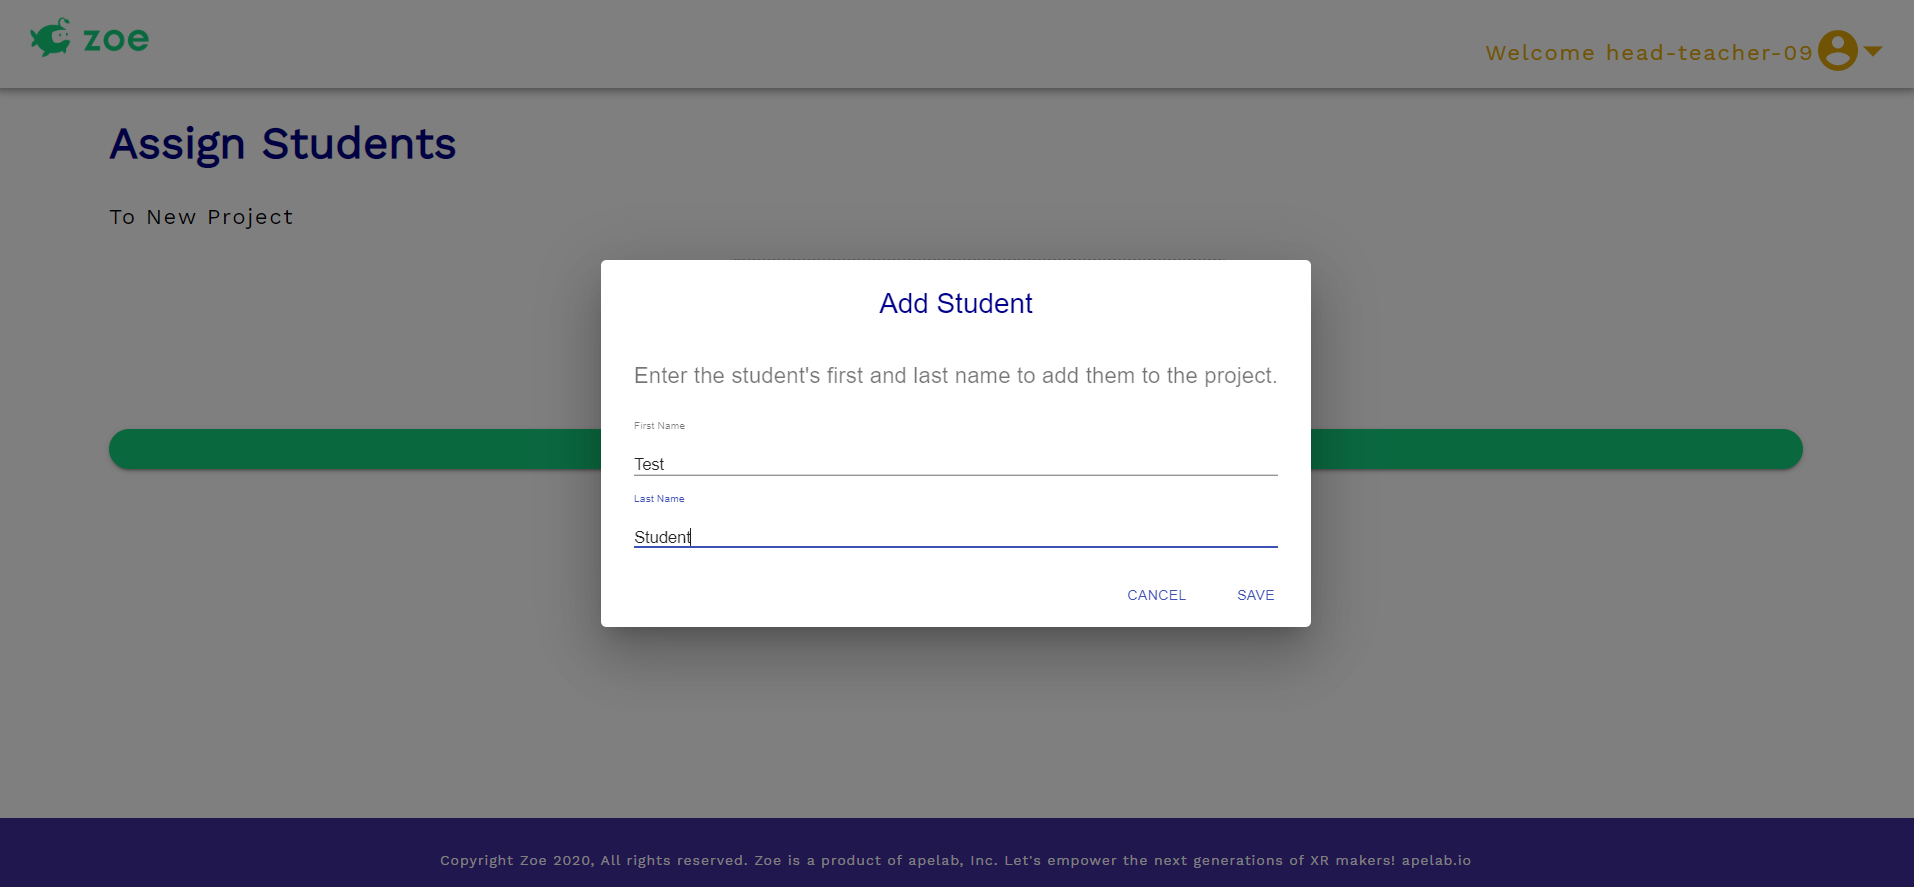 zoe
Welcome head-teacher-09
Assign Students
To New Project
Add Student
Enter the student's first and last name to add them to the project.
First Name
Test
Last Name
Student
CANCEL SAVE
Copyright Zoe 2020, All rights reserved. Zoe is a product of apelab, Inc. Let's empower the next generations of XR makers! apelab.io